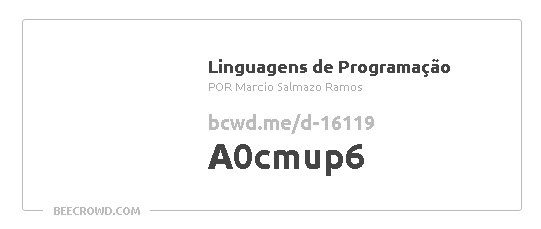 Linguagens de Programação
POR Marcio Salmazo Ramos
bcwd.me/d-16119
A0cmup6
BEECROWD.COM